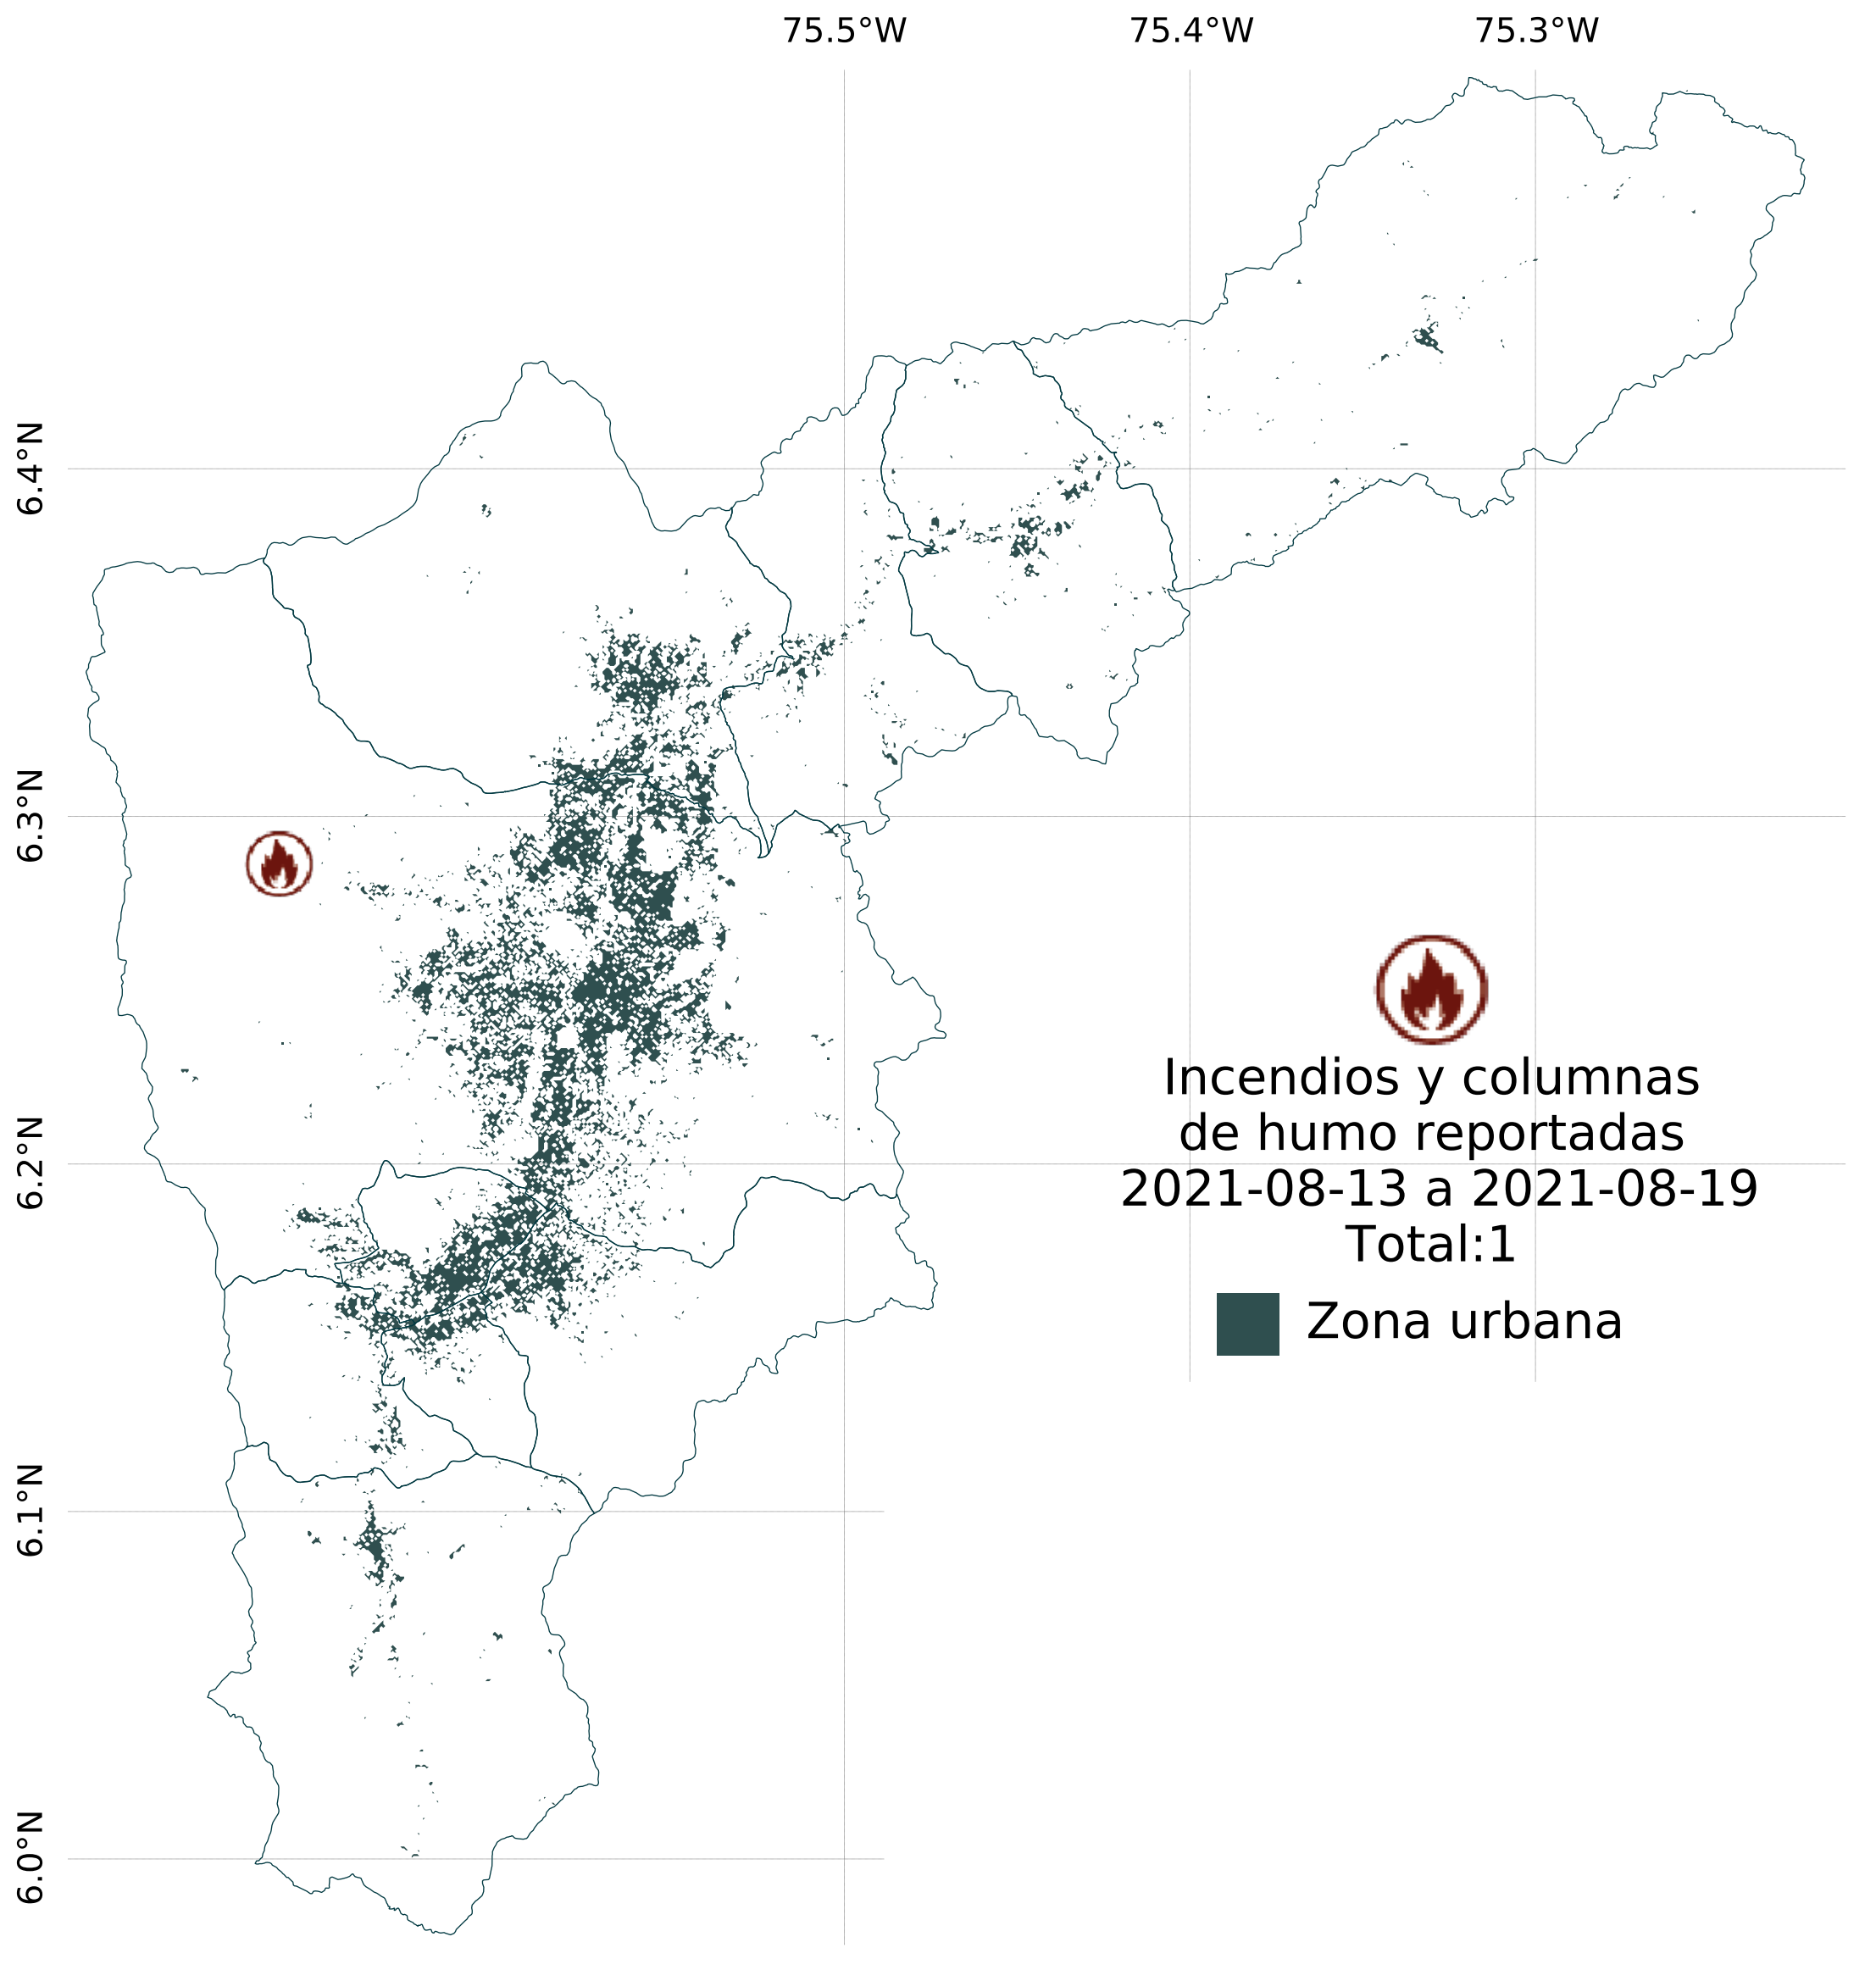 75.5°W 75.4°W 75.3°W
6.4°N
6.3°N
6.2°N
6.1°N
6.0°N
Incendios y columnas
de humo reportadas
2021-08-13 a 2021-08-19
Total:1
Zona urbana